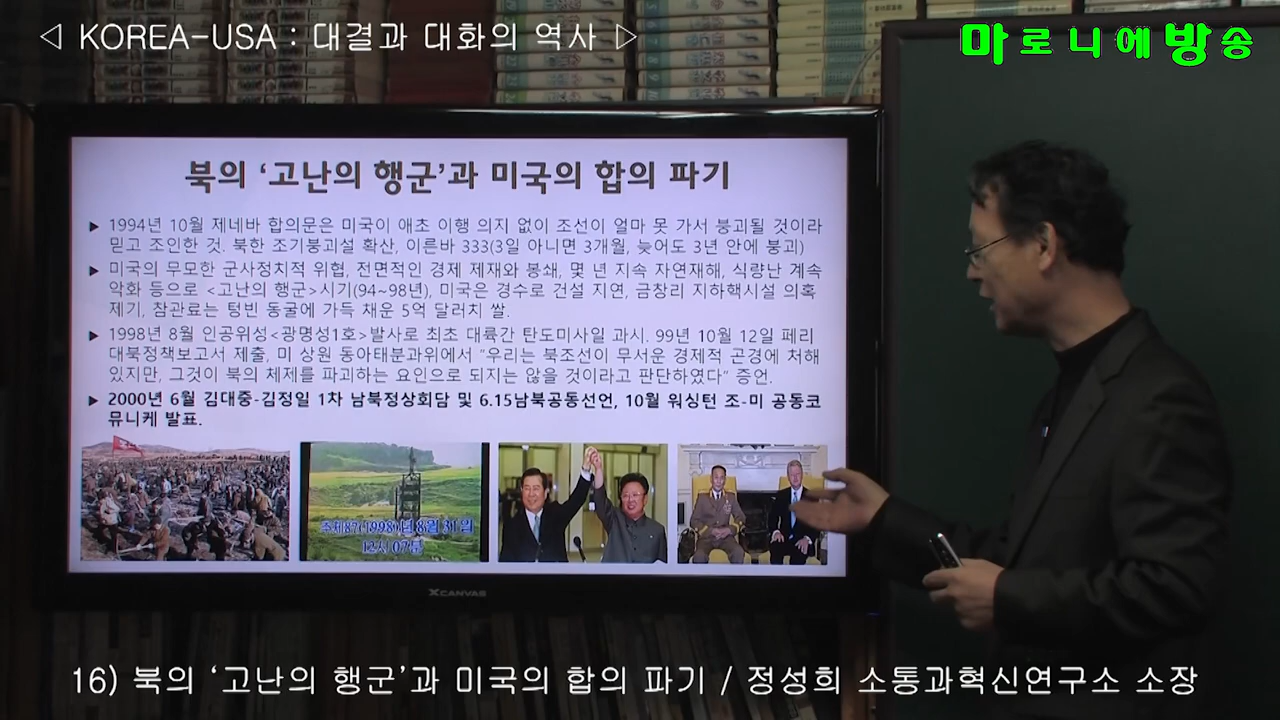 ◁ KOREA-USA : 대결과 대화의 역사 ▷
마로니에방송
북의 ‘고난의 행군’과 미국의 합의 파기
▶ 1994년 10월 제네바 합의문은 미국이 애초 이행 의지 없이 조선이 얼마 못 가서 붕괴될 것이라
믿고 조인한 것. 북한 조기붕괴설 확산, 이른바 333(3일 아니면 3개월, 늦어도 3년 안에 붕괴)
▶ 미국의 무모한 군사정치적 위협, 전면적인 경제 제재와 봉쇄, 몇 년 지속 자연재해, 식량난 계속
악화 등으로 <고난의 행군>시기(94~98년), 미국은 경수로 건설 지연, 금창리 지하핵시설 의혹
제기, 참관료는 텅빈 동굴에 가득 채운 5억 달러치 쌀.
▶ 1998년 8월 인공위성<광명성1호>발사로 최초 대륙간 탄도미사일 과시. 99년 10월 12일 페리
대북정책보고서 제출, 미 상원 동아태분과위에서 “우리는 북조선이 무서운 경제적 곤경에 처해
있지만, 그것이 북의 체제를 파괴하는 요인으로 되지는 않을 것이라고 판단하였다” 증언.
▶ 2000년 6월 김대중-김정일 1차 남북정상회담 및 6.15남북공동선언, 10월 워싱턴 조-미 공동코
뮤니케 발표.
주체87(1998)년 8월 31일
12시 07분
XCANVAS
16) 북의 ‘고난의 행군’과 미국의 합의 파기 / 정성희 소통과혁신연구소 소장